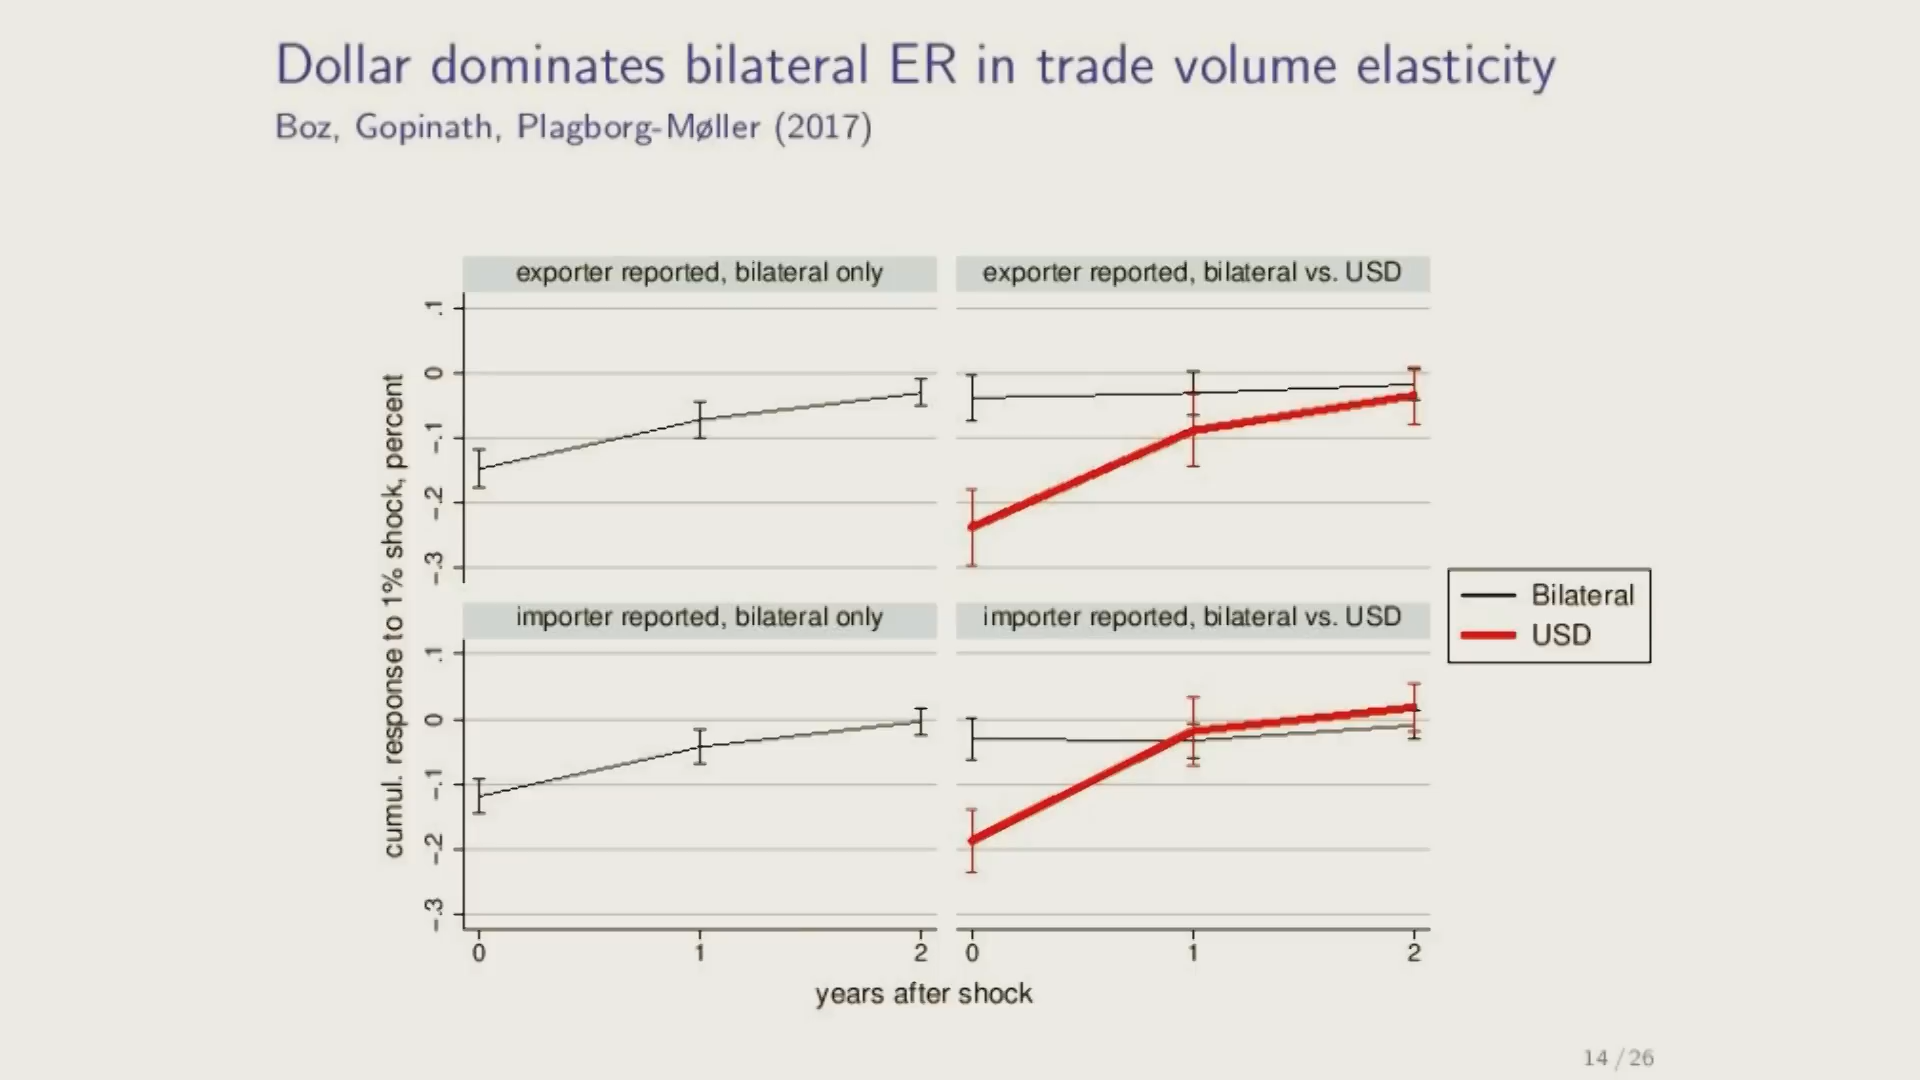 Dollar dominates bilateral ER in trade volume elasticity
Boz, Gopinath, Plagborg-Møller (2017)
exporter reported, bilateral only
exporter reported, bilateral vs. USD
.1
0
-.1
-.2
-.3
cumul. response to 1% shock, percent
Bilateral
USD
importer reported, bilateral only
importer reported, bilateral vs. USD
.1
0
-.1
-.2
-.3
0 1 2
0 1 2
years after shock
14 / 26